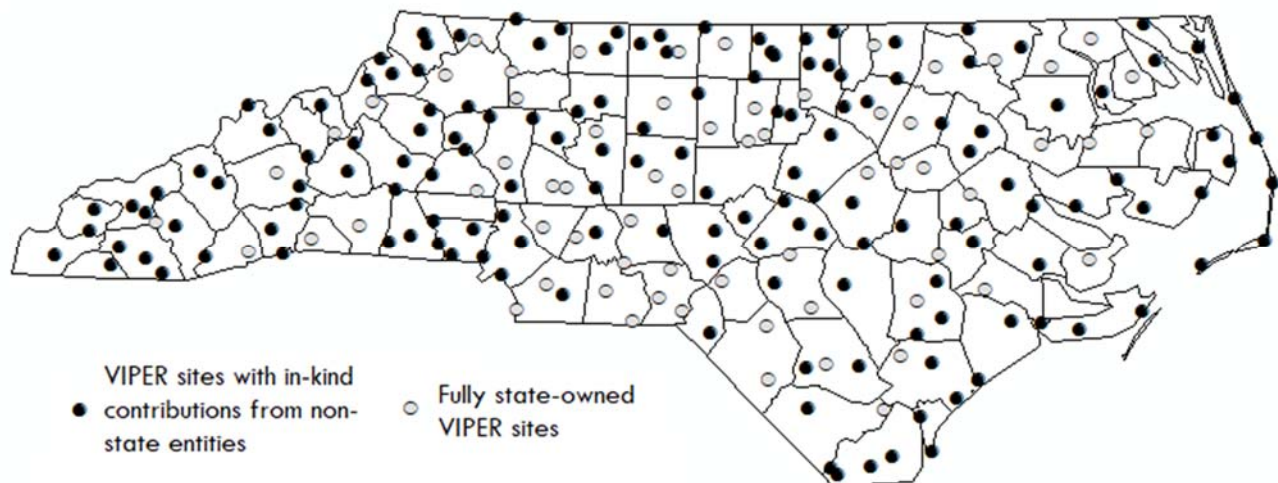 VIPER sites with in-kind
contributions from non-
state entities
Fully state-owned
VIPER sites